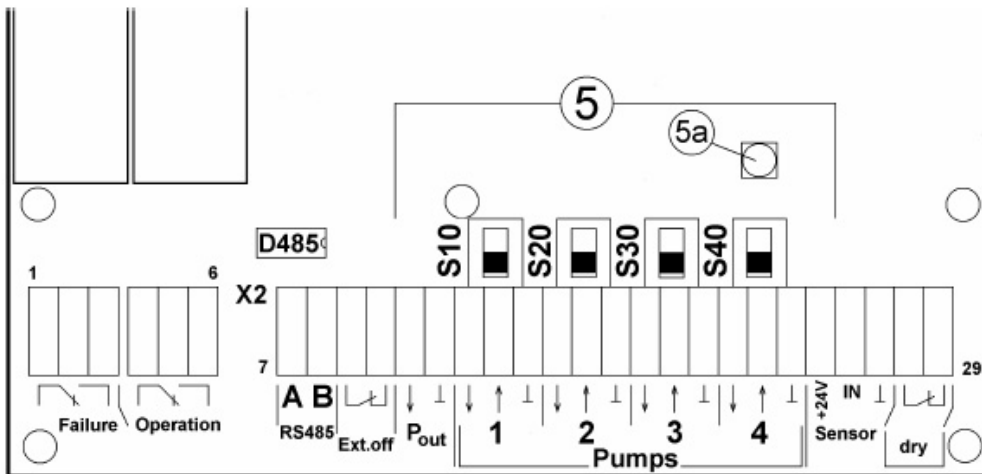 5
5a
S10
S20
S30
S40
D485
1
6
X2
7
29
A B
RS485
Ext.off
Pout
1
2
3
4
Pumps
+24V
IN
Sensor
dry
Failure
Operation